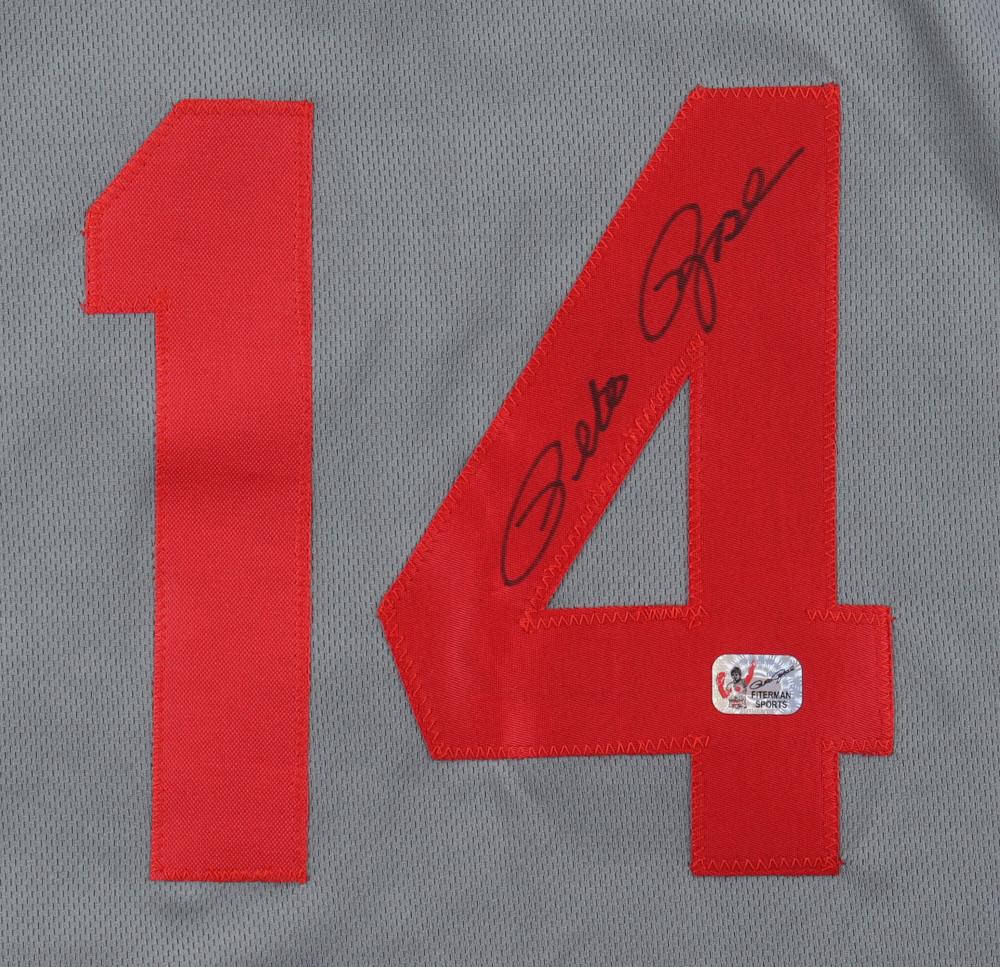 14
Pete Rose
FITERMAN
SPORTS